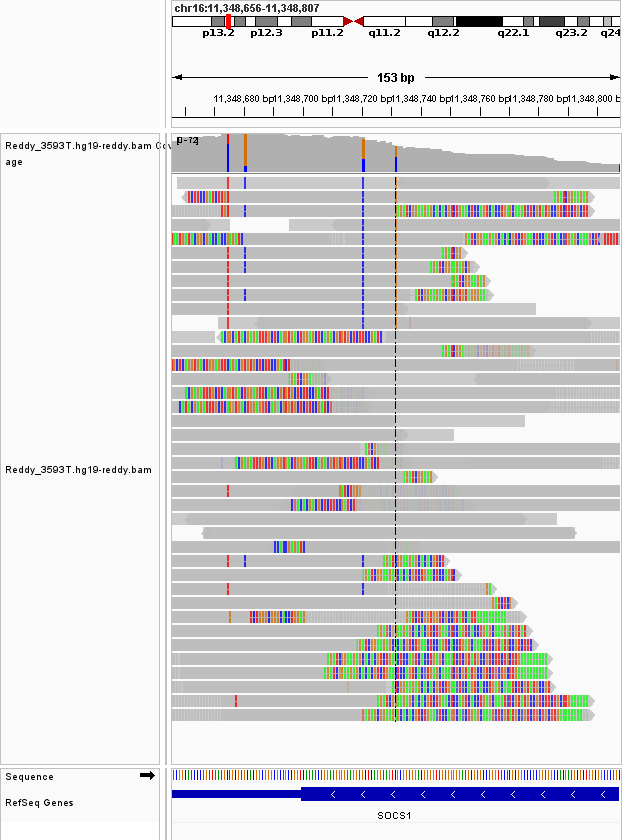 chr16:11,348,656-11,348,807
p13.2 p12.3 p11.2 q11.2 q12.2 q22.1 q23.2 q24
153 bp
11,348,680 bp 11,348,700 bp 11,348,720 bp 11,348,740 bp 11,348,760 bp 11,348,780 bp 11,348,800 b
Reddy_3593T.hg19-reddy.bam Cov
age
[0-72]
Reddy_3593T.hg19-reddy.bam
Sequence
RefSeq Genes
SOCS1